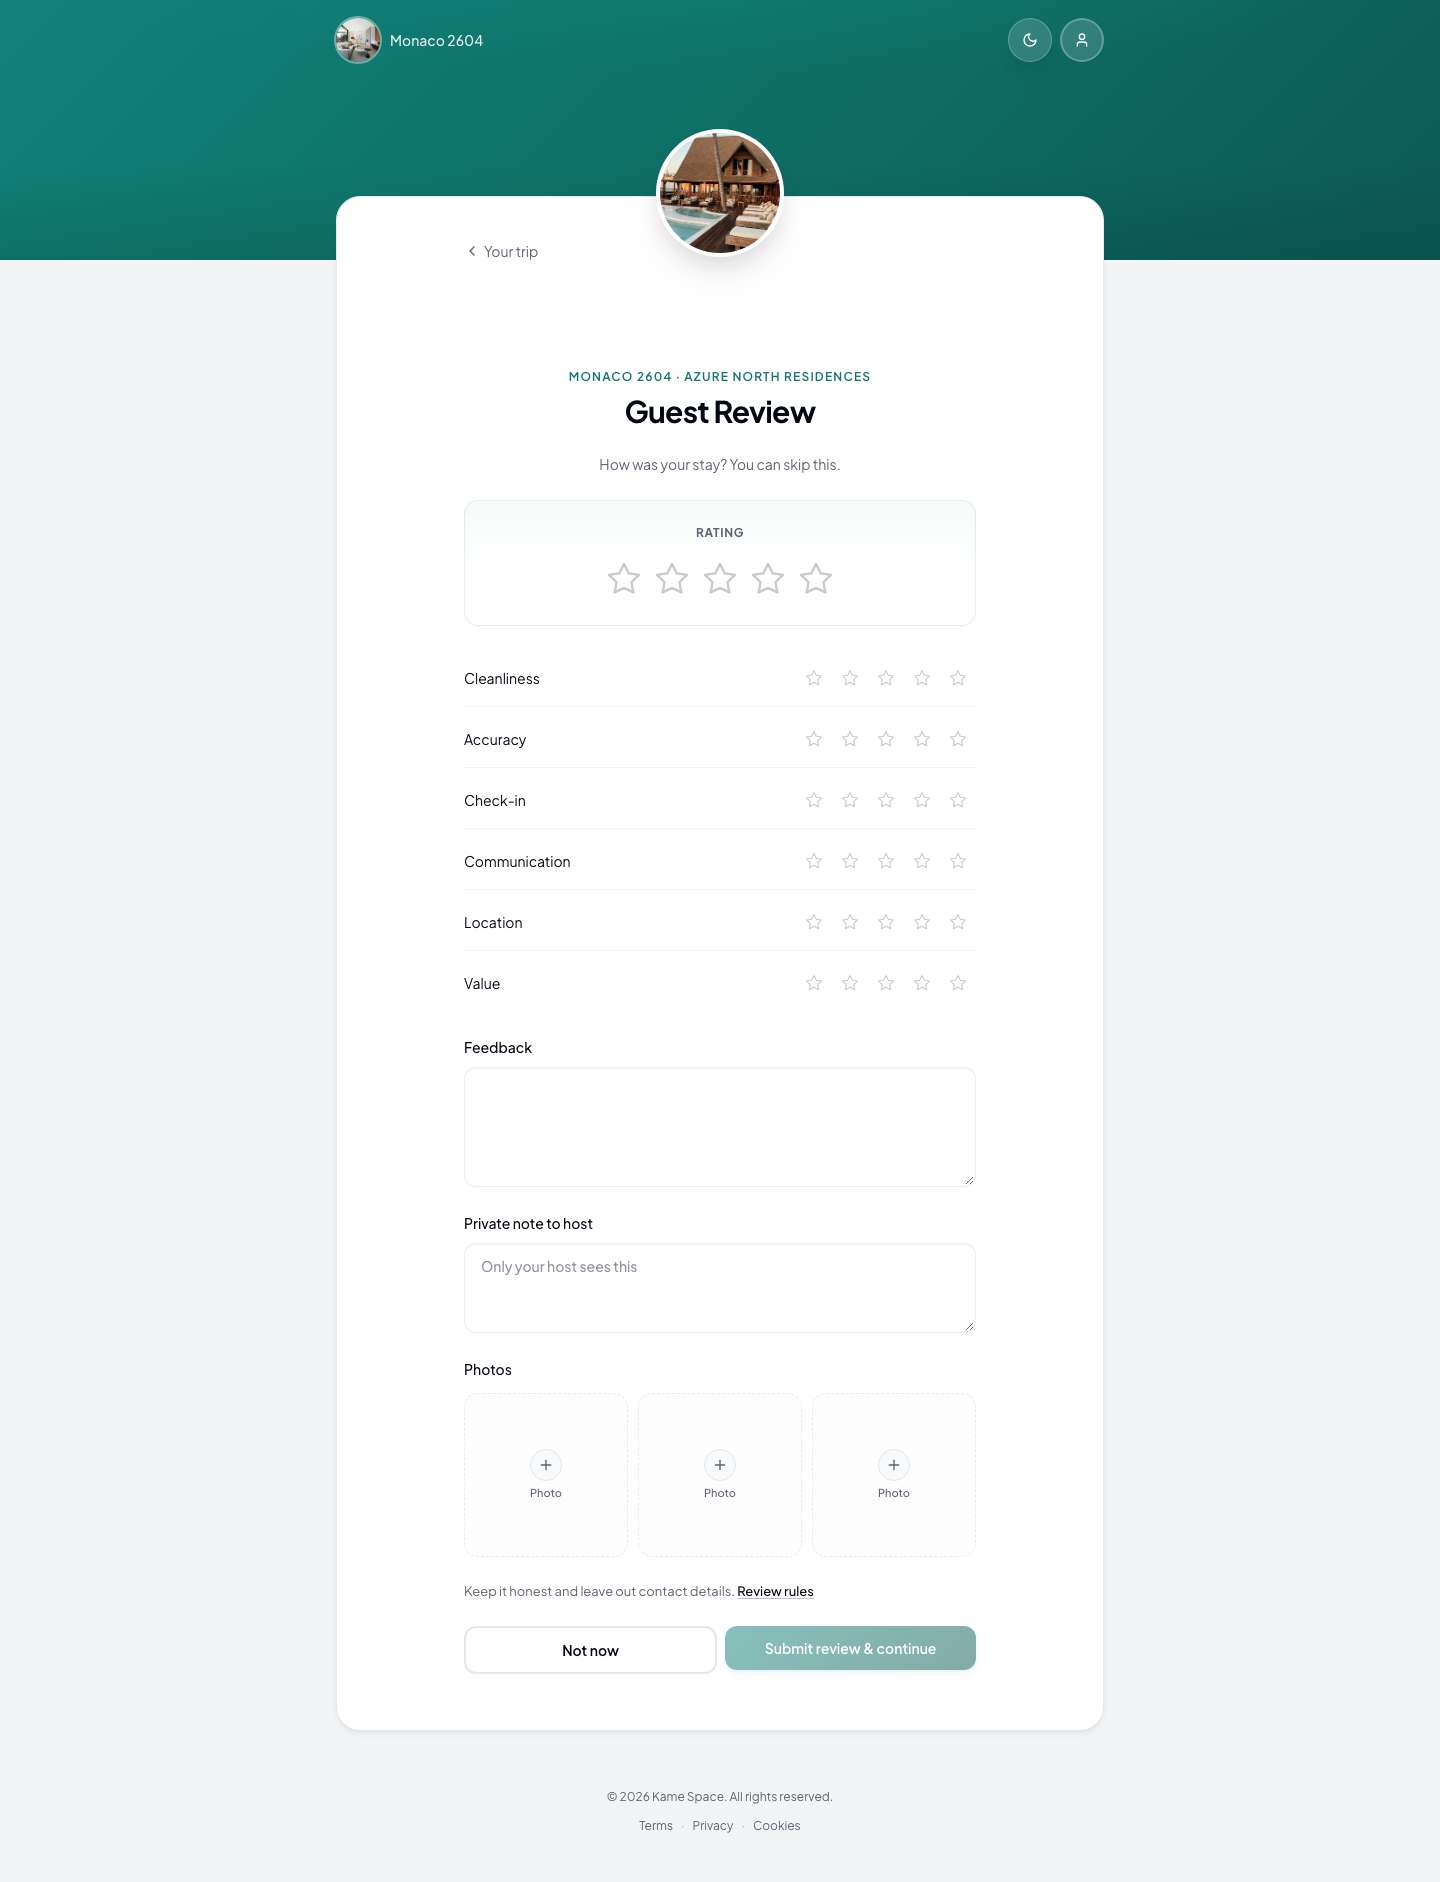 Monaco 2604
Your trip
MONACO 2604 · AZURE NORTH RESIDENCES
Guest Review
How was your stay? You can skip this.
RATING
Cleanliness
Accuracy
Check-in
Communication
Location
Value
Feedback
Private note to host
Only your host sees this
Photos
Photo Photo Photo
Keep it honest and leave out contact details. Review rules
Not now Submit review & continue
© 2026 Kame Space. All rights reserved.
Terms · Privacy · Cookies